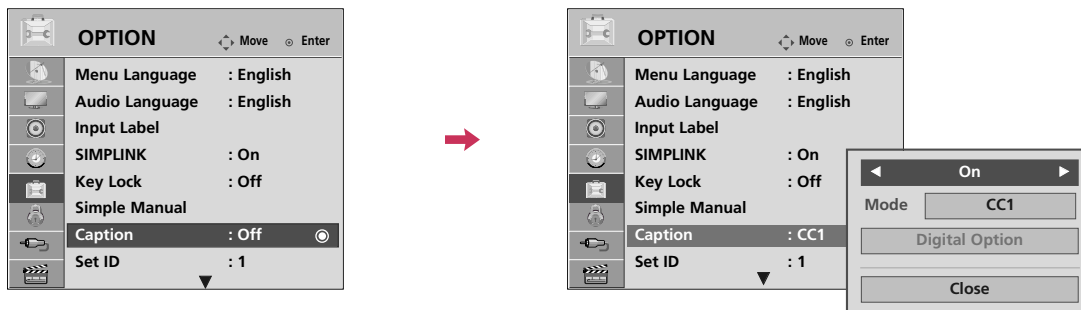 OPTION Move Enter
Menu Language : English
Audio Language : English
Input Label
SIMPLINK : On
Key Lock : Off
Simple Manual
Caption : Off
Set ID : 1
OPTION Move Enter
Menu Language : English
Audio Language : English
Input Label
SIMPLINK : On
Key Lock : Off
Simple Manual
Caption : CC1
Set ID : 1
On
Mode CC1
Digital Option
Close